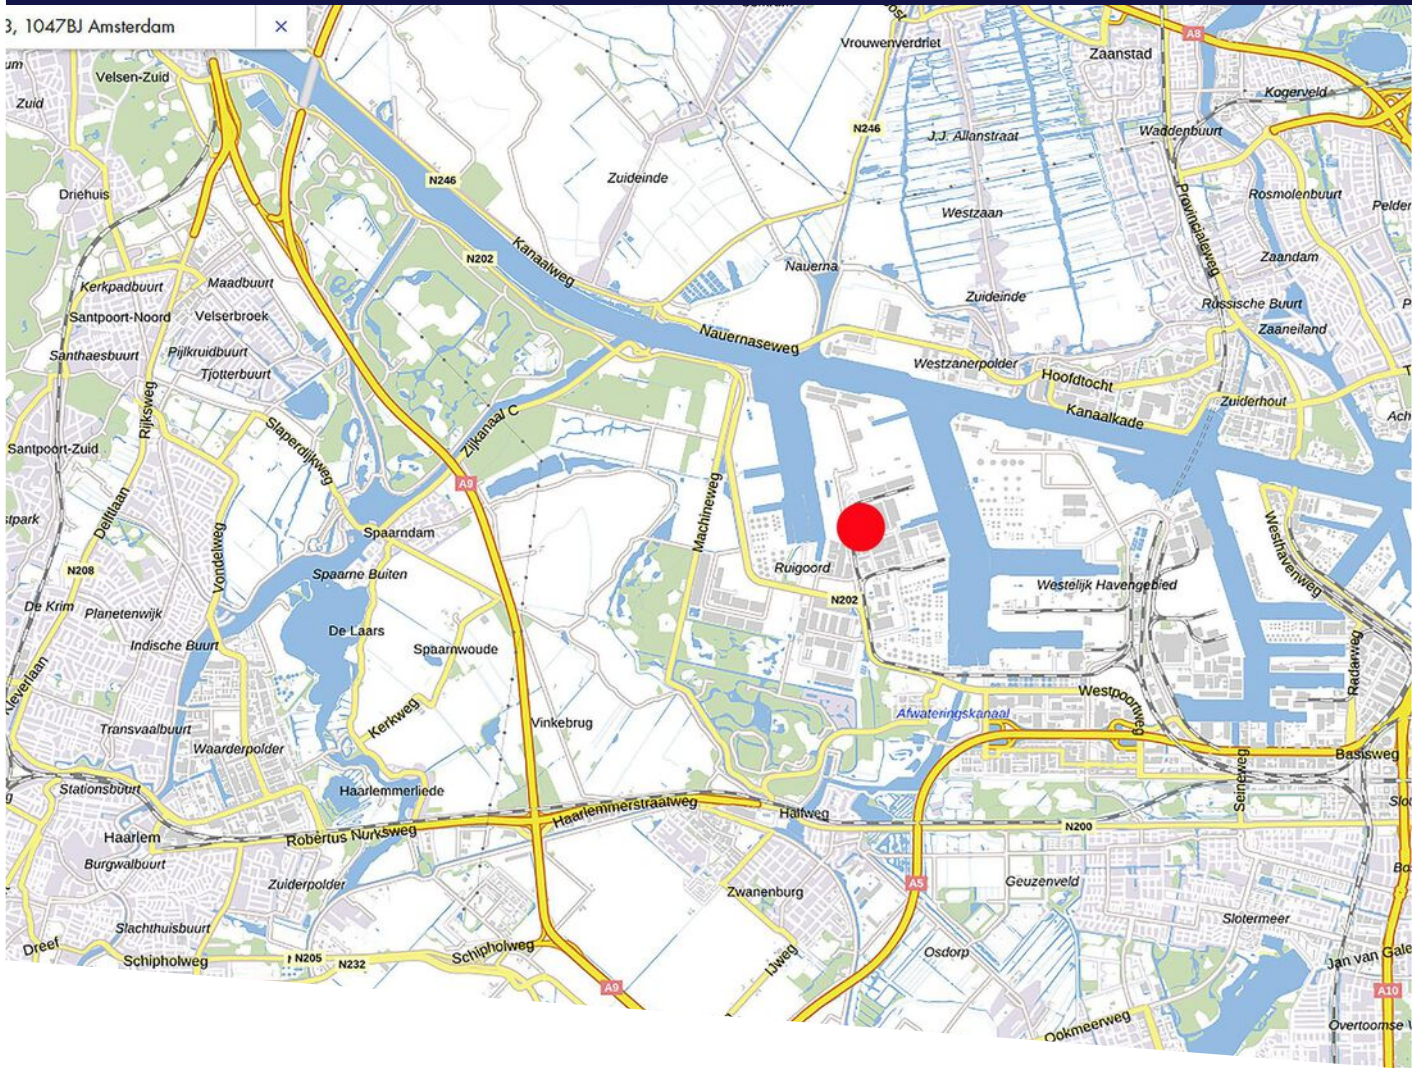 3, 1047BJ Amsterdam
×
Velsen-Zuid
Zuid
Vrouwenverdriet
Zaanstad
A8
Kogerveld
N246
J.J. Allanstraat
Waddenbuurt
N246
Zuideinde
Driehuis
Provincialeweg
Rosmolenbuurt
Westzaan
Kanaalweg
N202
Nauerna
Zaandam
Kerkpadbuurt
Maadbuurt
Zuideinde
Russische Buurt
Santpoort-Noord
Velserbroek
Nauernaseweg
Zaaneiland
Santhaesbuurt
Pijlkruidbuurt
Westzanerpolder
Tjotterbuurt
Hoofdtocht
Rijksweg
Zuiderhout
Kanaalkade
Zijkanaal C
Slaperdijkweg
Santpoort-Zuid
A9
Machineweg
Delftlaan
Westhavenweg
Spaarndam
Vondelweg
N208
Spaarne Buiten
Ruigoord
Westelijk Havengebied
De Krim
Planetenwijk
N202
De Laars
Indische Buurt
Spaarnwoude
Radarweg
Kleverlaan
Westpoortweg
Kerkweg
Afwateringskanaal
Transvaalbuurt
Vinkebrug
Waarderpolder
Basisweg
Seineweg
Stationsbuurt
Haarlemmerliede
Haarlemmerstraatweg
Halfweg
N200
Haarlem
Robertus Nurksweg
Burgwalbuurt
Zuiderpolder
A5
Geuzenveld
Zwanenburg
Slachthuisbuurt
Slotermeer
Dreef
Schipholweg
N205
N232
Schipholweg
IJweg
Osdorp
Jan van Gale
A9
A10
Ookmeerweg
Overtoomse